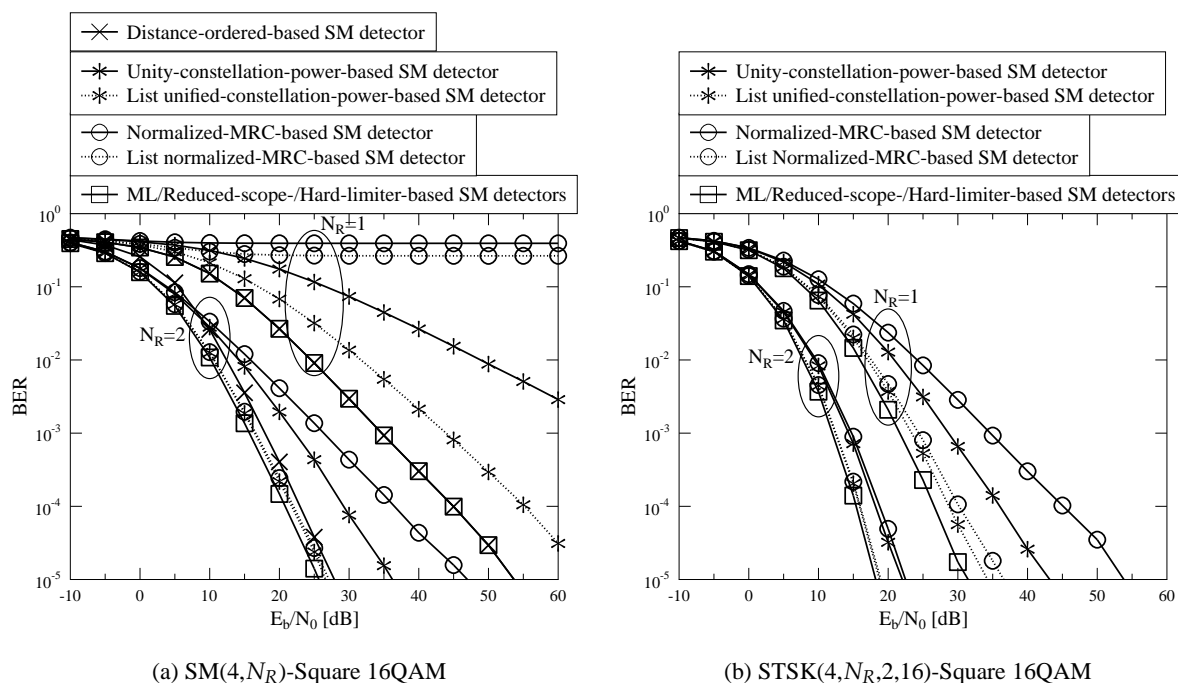 Distance-ordered-based SM detector
Unity-constellation-power-based SM detector
List unified-constellation-power-based SM detector
Normalized-MRC-based SM detector
List normalized-MRC-based SM detector
ML/Reduced-scope-/Hard-limiter-based SM detectors
10^0
10^-1
10^-2
10^-3
10^-4
10^-5
BER
N_R=1
N_R=2
-10 0 10 20 30 40 50 60
E_b/N_0 [dB]
(a) SM(4,N_R)-Square 16QAM
Unity-constellation-power-based SM detector
List unified-constellation-power-based SM detector
Normalized-MRC-based SM detector
List Normalized-MRC-based SM detector
ML/Reduced-scope-/Hard-limiter-based SM detectors
10^0
10^-1
10^-2
10^-3
10^-4
10^-5
BER
N_R=1
N_R=2
-10 0 10 20 30 40 50 60
E_b/N_0 [dB]
(b) STSK(4,N_R,2,16)-Square 16QAM